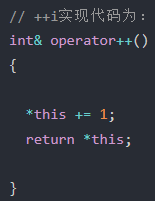 // ++i实现代码为：
int& operator++()
{
*this += 1;
return *this;
}